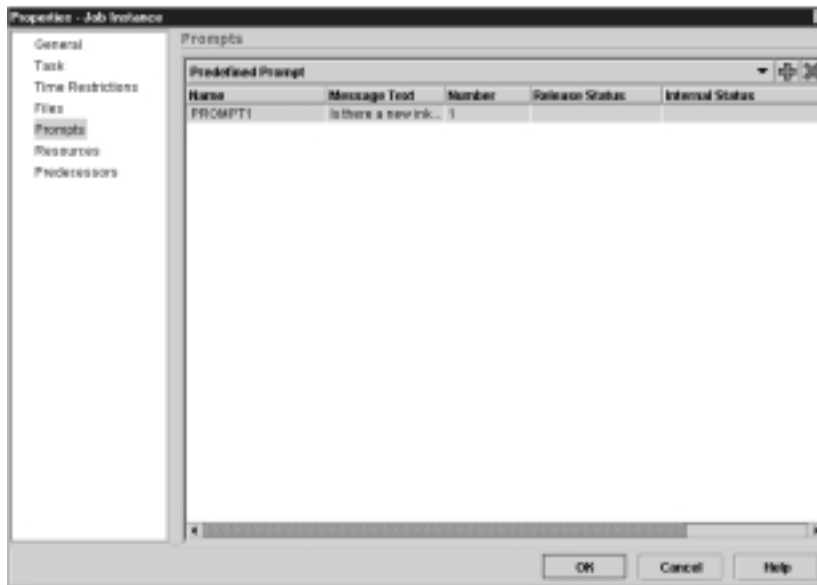 Properties - Job Instance
General
Task
Time Restrictions
Files
Prompts
Resources
Predecessors
Prompts
Predefined Prompt
Name Message Text Number Release Status Internal Status
PROMPT1 Is there a new ink... 1
OK Cancel Help